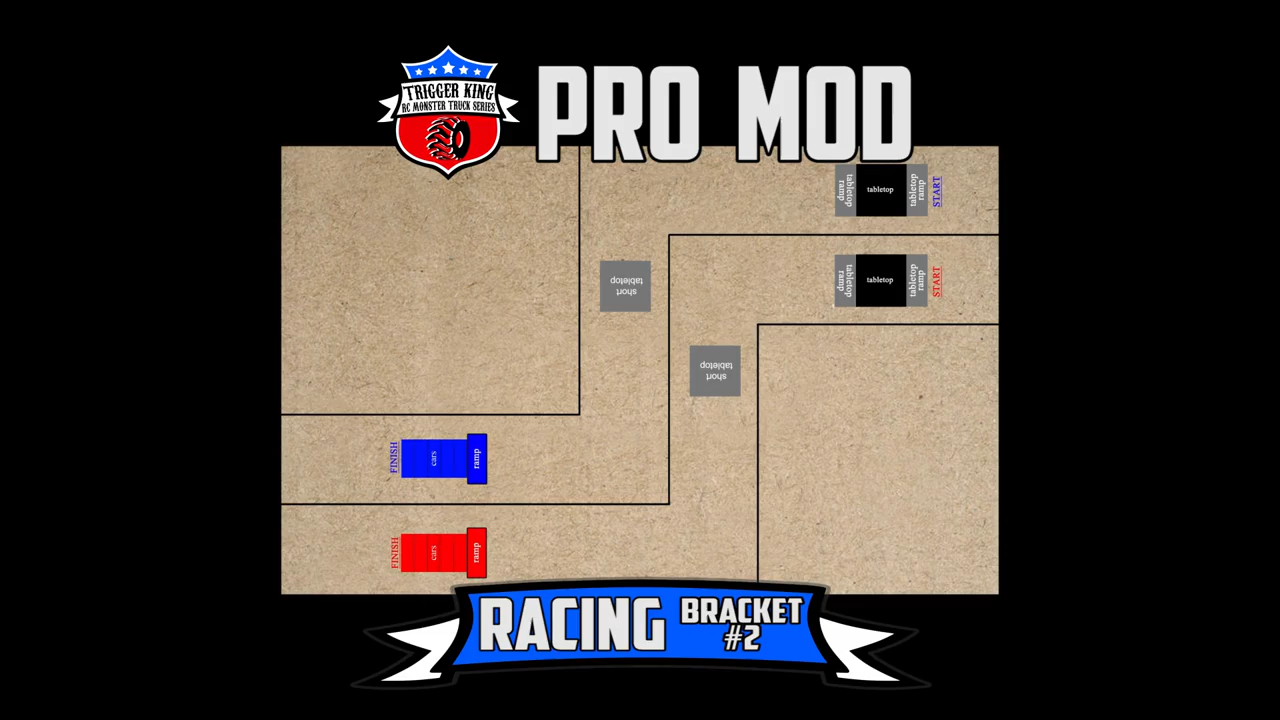 TRIGGER KING
RC MONSTER TRUCK SERIES
PRO MOD
tabletop
ramp
tabletop
tabletop
ramp
START
tabletop
ramp
tabletop
tabletop
ramp
START
short
tabletop
short
tabletop
FINISH
cars
ramp
FINISH
cars
ramp
RACING
BRACKET
#2